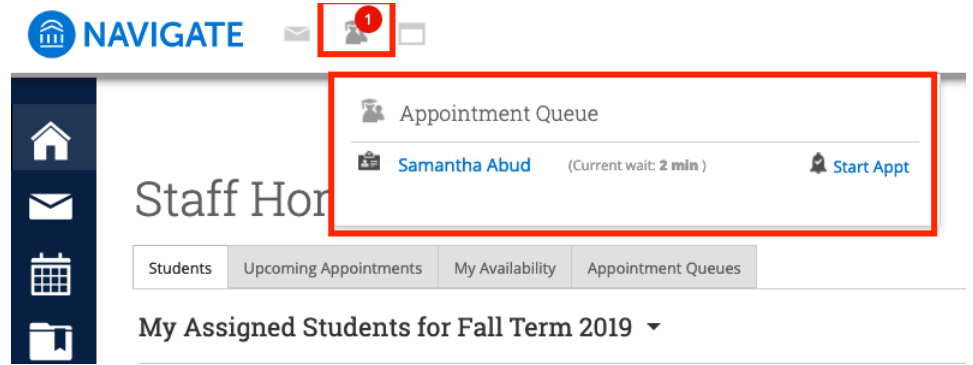 NAVIGATE
1
Appointment Queue
Samantha Abud (Current wait: 2 min ) Start Appt
Staff Hor
Students Upcoming Appointments My Availability Appointment Queues
My Assigned Students for Fall Term 2019